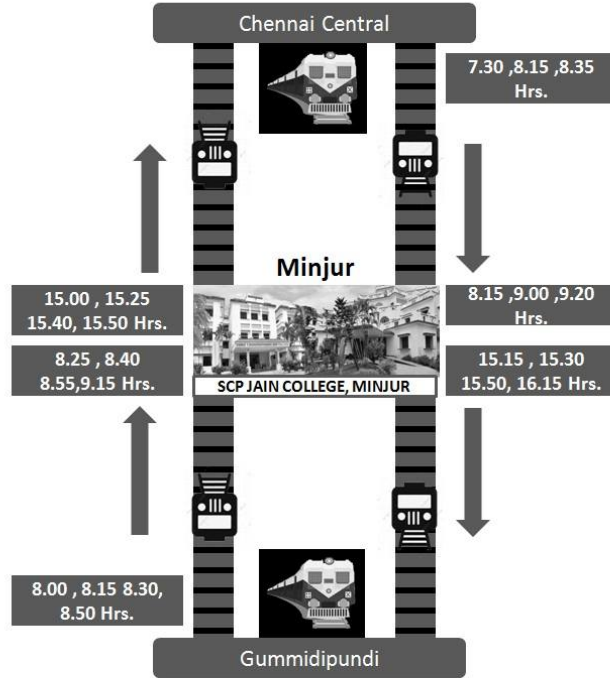 Chennai Central
7.30 ,8.15 ,8.35
Hrs.
Minjur
15.00 , 15.25
15.40, 15.50 Hrs.
8.15 ,9.00 ,9.20
Hrs.
8.25 , 8.40
8.55,9.15 Hrs.
15.15 , 15.30
15.50, 16.15 Hrs.
SCP JAIN COLLEGE, MINJUR
8.00 , 8.15 8.30,
8.50 Hrs.
Gummidipundi